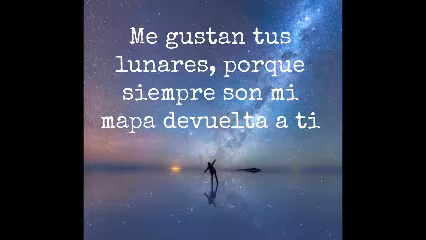 Me gustan tus
lunares, porque
siempre son mi
mapa devuelta a ti